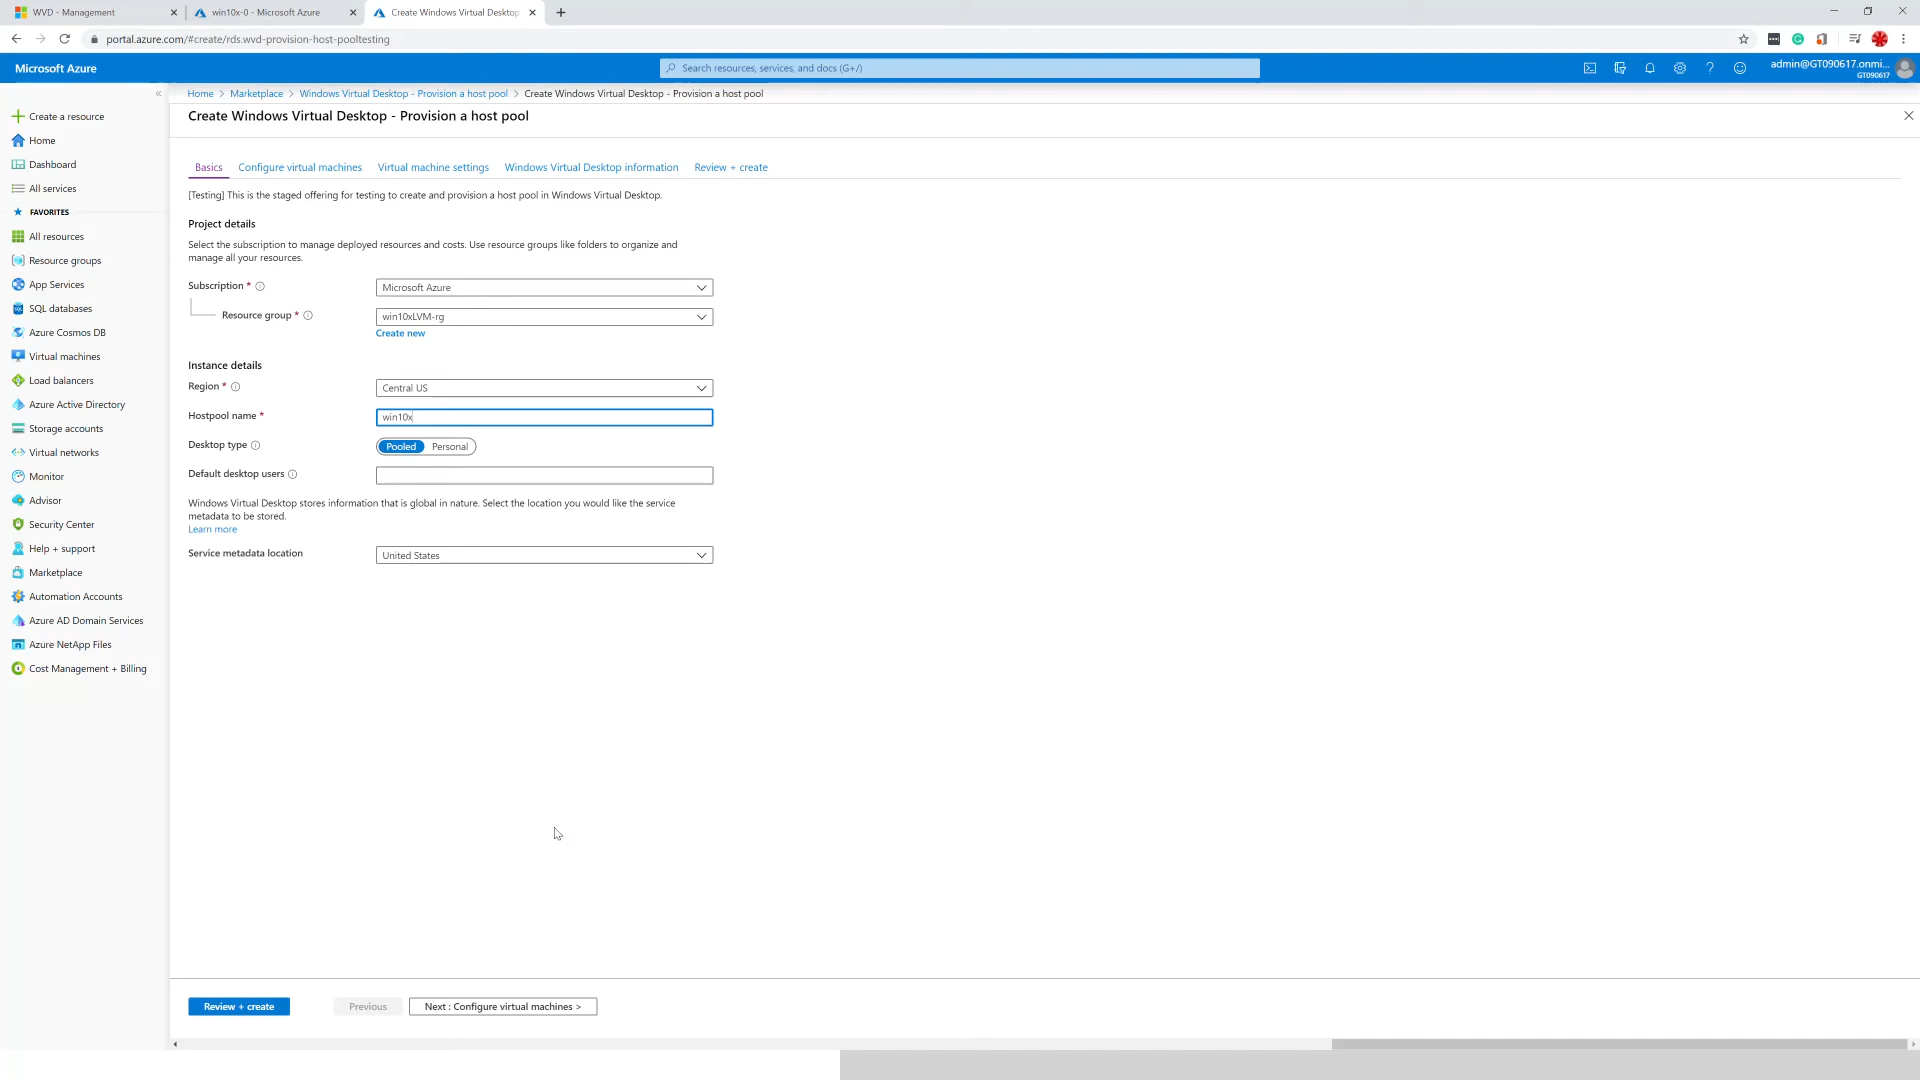 WVD - Management
win10x-0 - Microsoft Azure
Create Windows Virtual Desktop
portal.azure.com/#create/rds.wvd-provision-host-pooltesting
Microsoft Azure
Search resources, services, and docs (G+/)
admin@GT090617.onmi...
GT090617
Home > Marketplace > Windows Virtual Desktop - Provision a host pool > Create Windows Virtual Desktop - Provision a host pool
Create Windows Virtual Desktop - Provision a host pool
Create a resource
Home
Dashboard
All services
FAVORITES
All resources
Resource groups
App Services
SQL databases
Azure Cosmos DB
Virtual machines
Load balancers
Azure Active Directory
Storage accounts
Virtual networks
Monitor
Advisor
Security Center
Help + support
Marketplace
Automation Accounts
Azure AD Domain Services
Azure NetApp Files
Cost Management + Billing
Basics Configure virtual machines Virtual machine settings Windows Virtual Desktop information Review + create
[Testing] This is the staged offering for testing to create and provision a host pool in Windows Virtual Desktop.
Project details
Select the subscription to manage deployed resources and costs. Use resource groups like folders to organize and
manage all your resources.
Subscription * Microsoft Azure
Resource group * win10xLVM-rg
Create new
Instance details
Region * Central US
Hostpool name * win10x
Desktop type Pooled Personal
Default desktop users
Windows Virtual Desktop stores information that is global in nature. Select the location you would like the service
metadata to be stored.
Learn more
Service metadata location United States
Review + create Previous Next : Configure virtual machines >